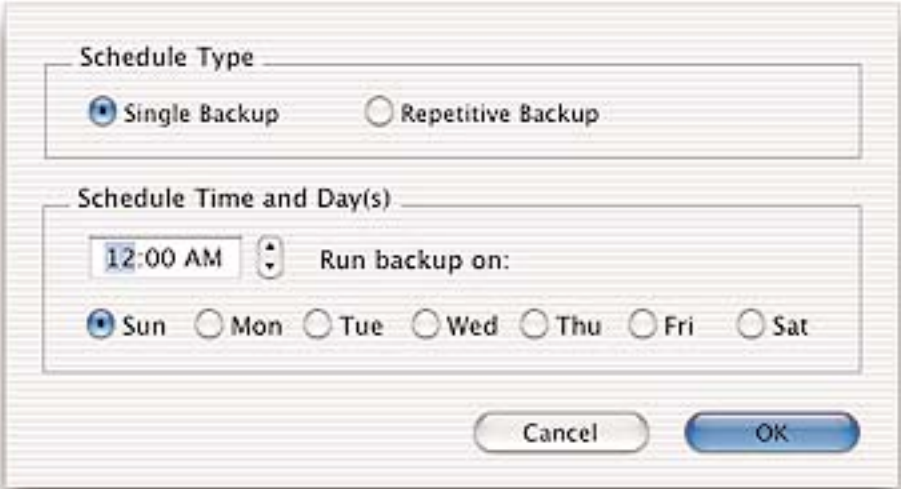 Schedule Type
Single Backup Repetitive Backup
Schedule Time and Day(s)
12:00 AM Run backup on:
Sun Mon Tue Wed Thu Fri Sat
Cancel OK